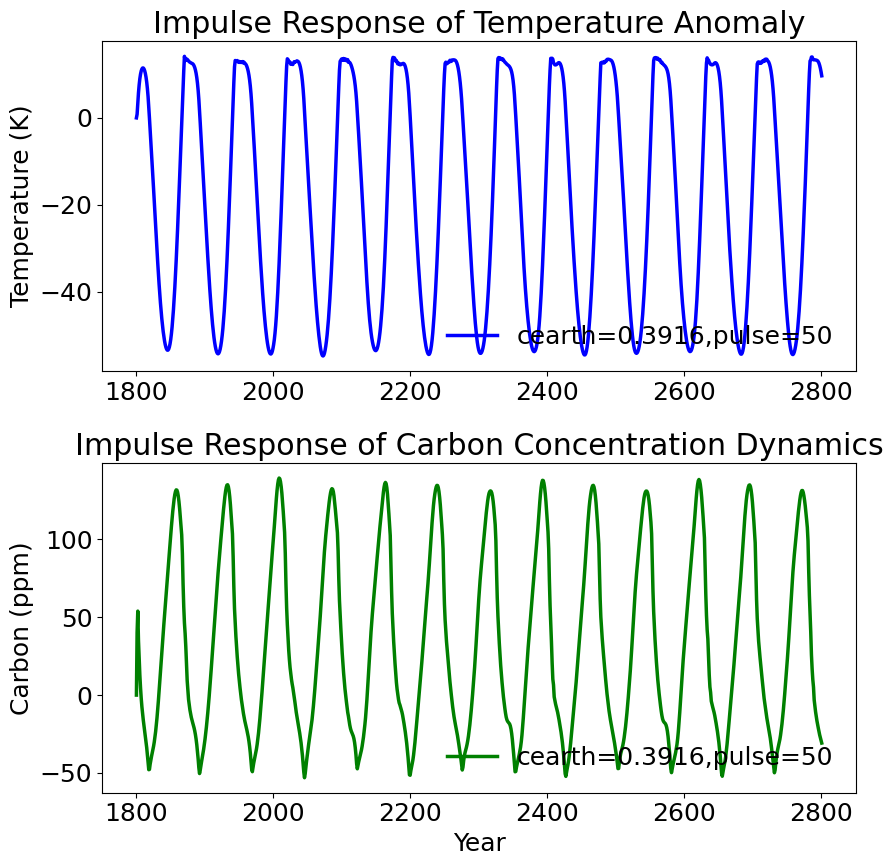 Impulse Response of Temperature Anomaly
Temperature (K)
0
−20
−40
cearth=0.3916,pulse=50
1800 2000 2200 2400 2600 2800
Impulse Response of Carbon Concentration Dynamics
Carbon (ppm)
100
50
0
−50
cearth=0.3916,pulse=50
1800 2000 2200 2400 2600 2800
Year